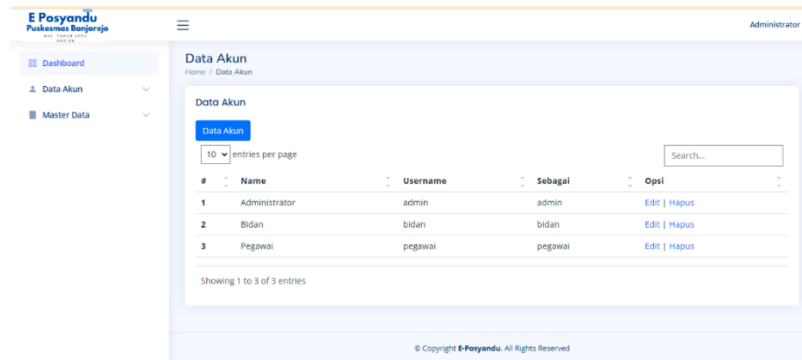 E Posyandu
Puskesmas Banjarejo
Administrator
Dashboard
Data Akun
Master Data
Data Akun
Home / Data Akun
Data Akun
Data Akun
10 entries per page
Search...
# Name Username Sebagai Opsi
1 Administrator admin admin Edit | Hapus
2 Bidan bidan bidan Edit | Hapus
3 Pegawai pegawai pegawai Edit | Hapus
Showing 1 to 3 of 3 entries
© Copyright E-Posyandu. All Rights Reserved